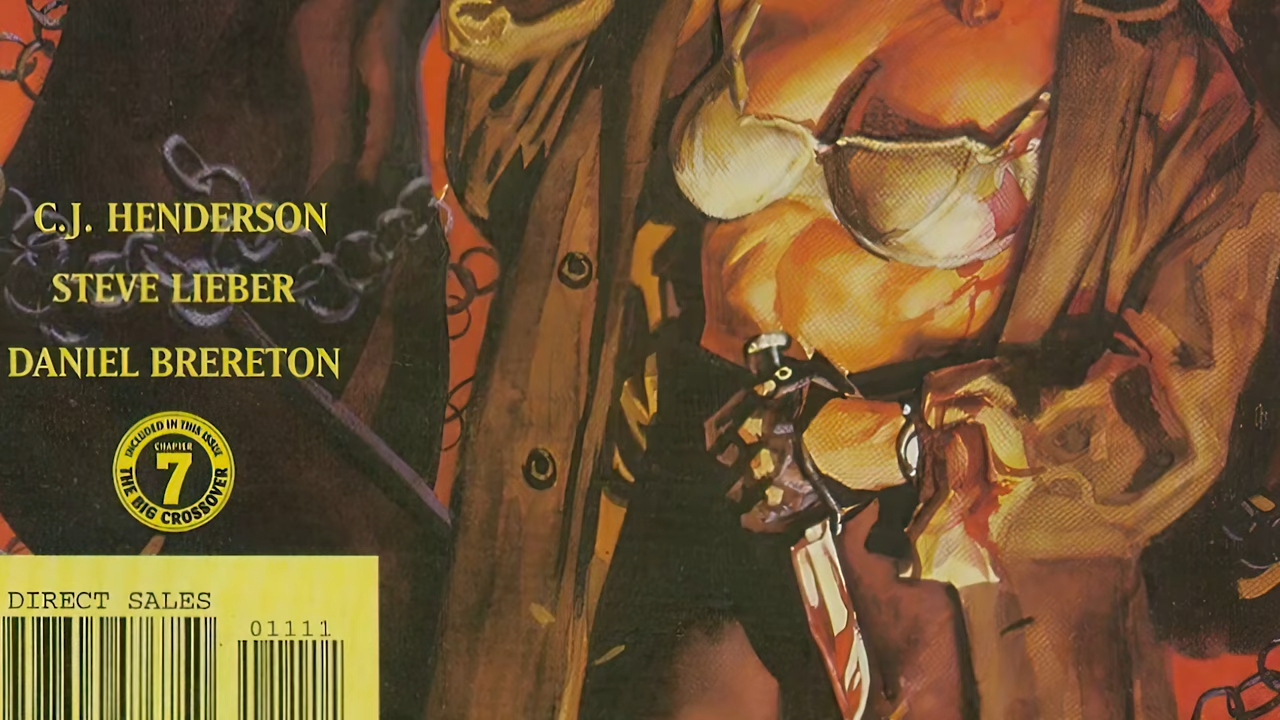 C.J. HENDERSON
STEVE LIEBER
DANIEL BRERETON
INCLUDED IN THIS ISSUE
CHAPTER
7
THE BIG CROSSOVER
DIRECT SALES
01111